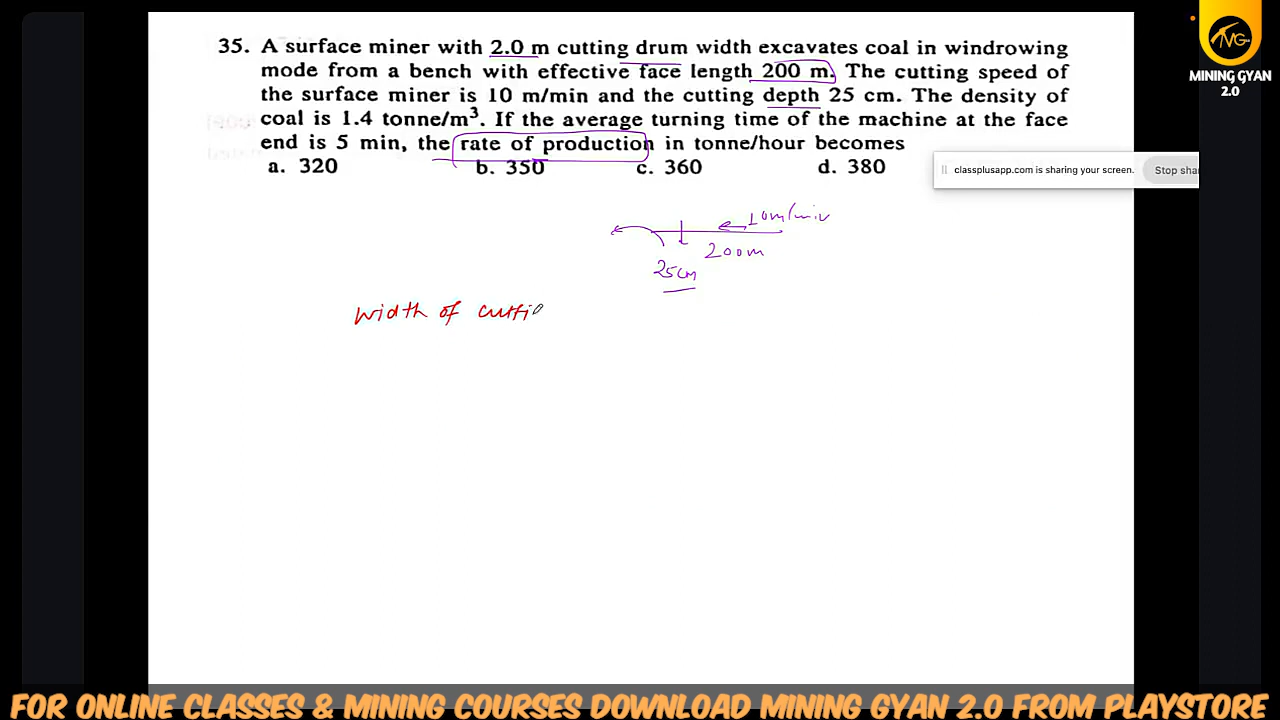 35. A surface miner with 2.0 m cutting drum width excavates coal in windrowing
mode from a bench with effective face length 200 m. The cutting speed of
the surface miner is 10 m/min and the cutting depth 25 cm. The density of
coal is 1.4 tonne/m³. If the average turning time of the machine at the face
end is 5 min, the rate of production in tonne/hour becomes
a. 320 b. 350 c. 360 d. 380
MINING GYAN
2.0
classplusapp.com is sharing your screen.
Stop shar
10m/min
200m
25cm
width of cutti
FOR ONLINE CLASSES & MINING COURSES DOWNLOAD MINING GYAN 2.0 FROM PLAYSTORE